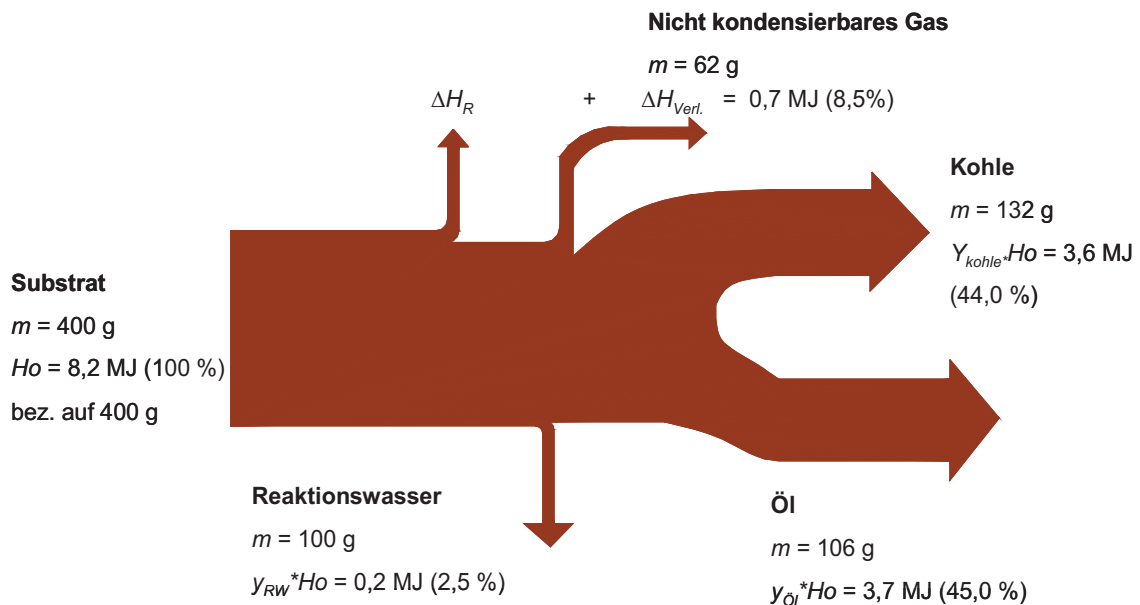 Nicht kondensierbares Gas
m = 62 g
ΔH_R + ΔH_Verl. = 0,7 MJ (8,5%)
Kohle
m = 132 g
Y_kohle*Ho = 3,6 MJ
(44,0 %)
Substrat
m = 400 g
Ho = 8,2 MJ (100 %)
bez. auf 400 g
Reaktionswasser
m = 100 g
y_RW*Ho = 0,2 MJ (2,5 %)
Öl
m = 106 g
y_Öl*Ho = 3,7 MJ (45,0 %)